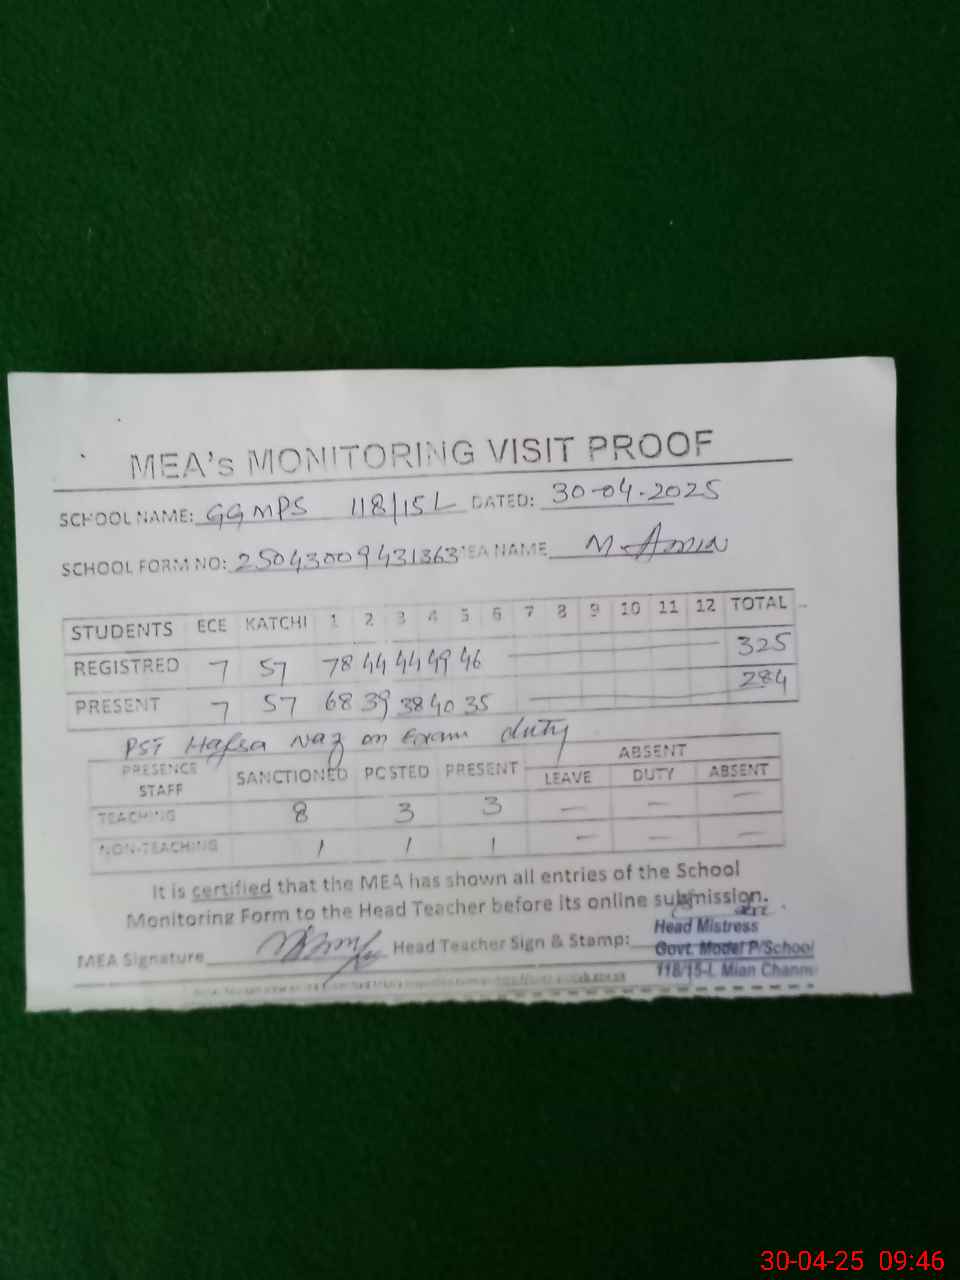 MEA's MONITORING VISIT PROOF
SCHOOL NAME: GGMPS 118/15L DATED: 30-04-2025
SCHOOL FORM NO: 25043009431363 MEA NAME M Amin
STUDENTS ECE KATCHI 1 2 3 4 5 6 7 8 9 10 11 12 TOTAL
REGISTRED 7 57 78 44 44 49 46 325
PRESENT 7 57 68 39 38 40 35 284
PST Hafsa Naz on Exam duty
PRESENCE STAFF SANCTIONED POSTED PRESENT ABSENT
LEAVE DUTY ABSENT
TEACHING 8 3 3 — — —
NON-TEACHING 1 1 1 — — —
It is certified that the MEA has shown all entries of the School
Monitoring Form to the Head Teacher before its online submission.
MEA Signature Head Teacher Sign & Stamp:
Head Mistress
Govt. Model P/School
118/15-L Mian Channu
30-04-25 09:46